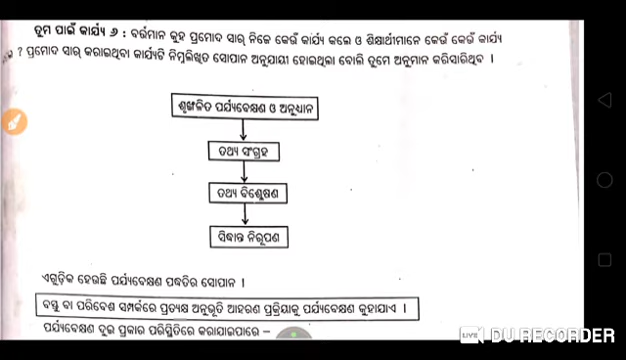 ତୁମ ପାଇଁ କାର୍ଯ୍ୟ ୬ : ବର୍ତ୍ତମାନ କୁହ ପ୍ରମୋଦ ସାର୍ ନିଜେ କେଉଁ କାର୍ଯ୍ୟ କଲେ ଓ ଶିକ୍ଷାର୍ଥୀମାନେ କେଉଁ କେଉଁ କାର୍ଯ୍ୟ
? ପ୍ରମୋଦ ସାର୍ କରାଇଥିବା କାର୍ଯ୍ୟଟି ନିମ୍ନଲିଖିତ ସୋପାନ ଅନୁଯାୟୀ ହୋଇଥିଲା ବୋଲି ତୁମେ ଅନୁମାନ କରିସାରିଥିବ ।
ଶୃଙ୍ଖଳିତ ପର୍ଯ୍ୟବେକ୍ଷଣ ଓ ଅନୁଧ୍ୟାନ
ତଥ୍ୟ ସଂଗ୍ରହ
ତଥ୍ୟ ବିଶ୍ଳେଷଣ
ସିଦ୍ଧାନ୍ତ ନିରୂପଣ
ଏଗୁଡ଼ିକ ହେଉଛି ପର୍ଯ୍ୟବେକ୍ଷଣ ପଦ୍ଧତିର ସୋପାନ ।
ବସ୍ତୁ ବା ପରିବେଶ ସମ୍ପର୍କରେ ପ୍ରତ୍ୟକ୍ଷ ଅନୁଭୂତି ଆହରଣ ପ୍ରକ୍ରିୟାକୁ ପର୍ଯ୍ୟବେକ୍ଷଣ କୁହାଯାଏ ।
ପର୍ଯ୍ୟବେକ୍ଷଣ ଦୁଇ ପ୍ରକାର ପରିସ୍ଥିତିରେ କରାଯାଇପାରେ –
LIVE DU RECORDER